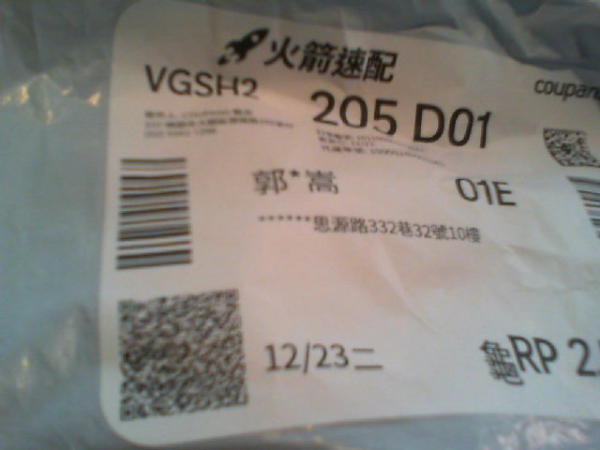 火箭速配
VGSH2
coupang
205 D01
郭*嵩
01E
******思源路332巷32號10樓
12/23二
RP 2.